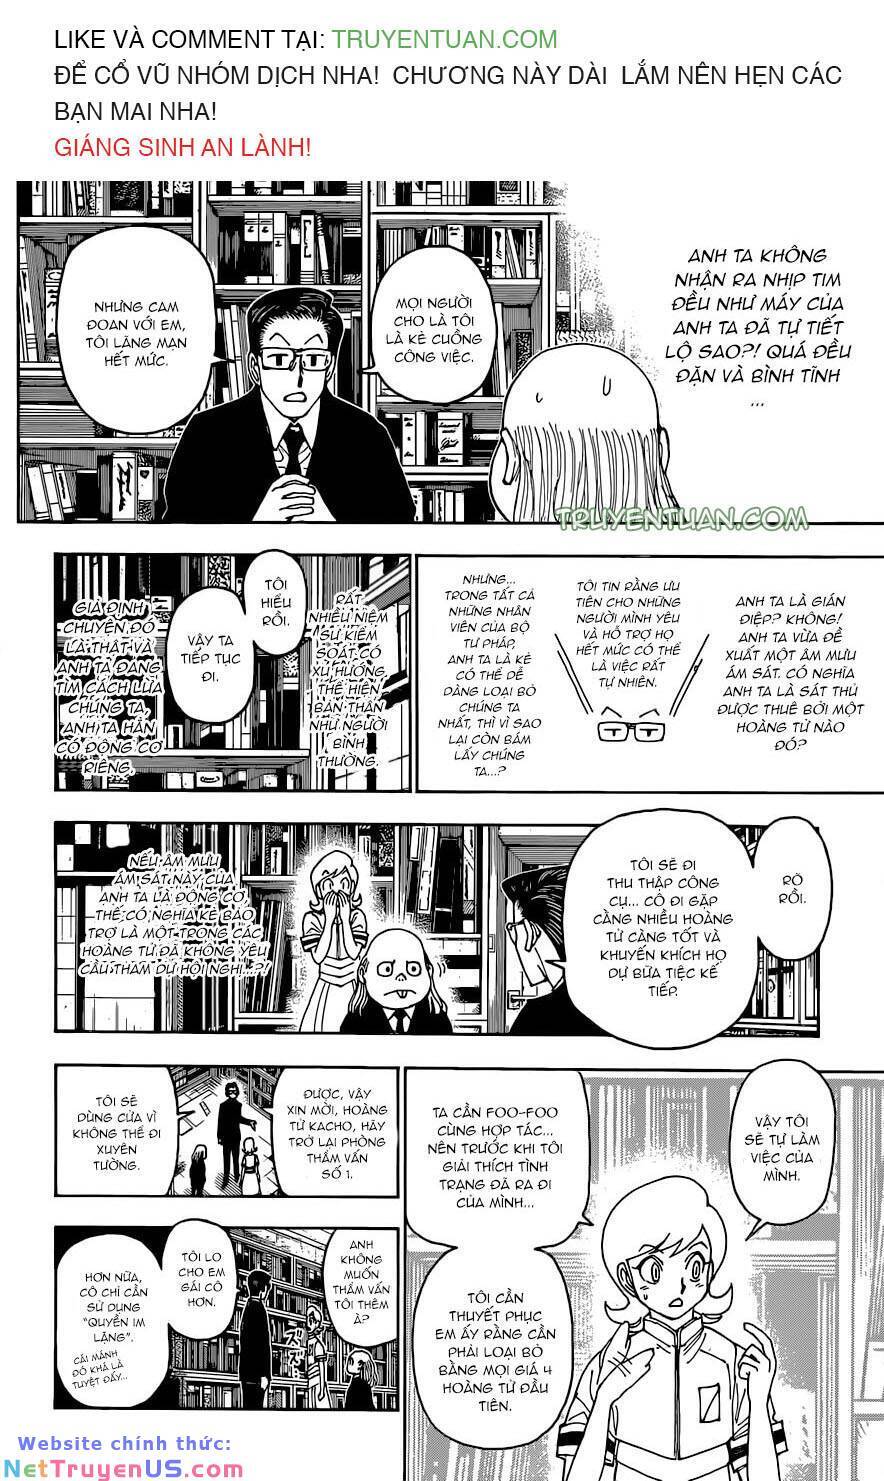 LIKE VÀ COMMENT TẠI: TRUYENTUAN.COM
ĐỂ CỔ VŨ NHÓM DỊCH NHA!  CHƯƠNG NÀY DÀI  LẮM NÊN HẸN CÁC
BẠN MAI NHA!
GIÁNG SINH AN LÀNH!
ANH TA KHÔNG
NHẬN RA NHỊP TIM
ĐỀU NHƯ MÁY CỦA
ANH TA ĐÃ TỰ TIẾT
LỘ SAO?! QUÁ ĐỀU
ĐẶN VÀ BÌNH TĨNH
...
MỌI NGƯỜI
CHO LÀ TÔI
LÀ KẺ CUỒNG
CÔNG VIỆC.
NHƯNG CAM
ĐOAN VỚI EM,
TÔI LÃNG MẠN
HẾT MỨC.
TRUYENTUAN.COM
ANH TA LÀ GIÁN
ĐIỆP? KHÔNG!
ANH TA VỪA ĐỀ
XUẤT MỘT ÂM MƯU
ÁM SÁT. CÓ NGHĨA
ANH TA LÀ SÁT THỦ
ĐƯỢC THUÊ BỞI MỘT
HOÀNG TỬ NÀO
ĐÓ?
TÔI TIN RẰNG ƯU
TIÊN CHO NHỮNG
NGƯỜI MÌNH YÊU
VÀ HỖ TRỢ HỌ
HẾT MỨC CÓ THỂ
LÀ VIỆC RẤT
TỰ NHIÊN.
NHƯNG...
TRONG TẤT CẢ
NHỮNG NHÂN
VIÊN CỦA BỘ
TƯ PHÁP,
ANH TA LÀ KẺ
CÓ THỂ DỄ
DÀNG LOẠI BỎ
CHÚNG TA
NHẤT, THÌ VÌ SAO
LẠI CÒN BÁM
LẤY CHÚNG
TA...?
RẤT
NHIỀU NIỆM
SƯ KIỂM
SOÁT CÓ
XU HƯỚNG
THỂ HIỆN
BẢN THÂN
NHƯ NGƯỜI
BÌNH
THƯỜNG.
TÔI
HIỂU
RỒI.
VẬY TA
TIẾP TỤC
ĐI.
GIẢ ĐỊNH
CHUYỆN ĐÓ
LÀ THẬT VÀ
ANH TA ĐANG
TÌM CÁCH LỪA
CHÚNG TA,
ANH TA HẲN
CÓ ĐỘNG CƠ
RIÊNG.
RÕ
RỒI.
TÔI SẼ ĐI
THU THẬP CÔNG
CỤ... CÔ ĐI GẶP
CÀNG NHIỀU HOÀNG
TỬ CÀNG TỐT VÀ
KHUYẾN KHÍCH HỌ
DỰ BỮA TIỆC KẾ
TIẾP.
NẾU ÂM MƯU
ÁM SÁT NÀY CỦA
ANH TA LÀ ĐỘNG CƠ,
THẾ CÓ NGHĨA KẺ BẢO
TRỢ LÀ MỘT TRONG CÁC
HOÀNG TỬ ĐÃ KHÔNG YÊU
CẦU THAM DỰ HỘI NGHỊ...?!
VẬY TÔI
SẼ TỰ LÀM
VIỆC CỦA
MÌNH.
TA CẦN FOO-FOO
CÙNG HỢP TÁC...
NÊN TRƯỚC KHI TÔI
GIẢI THÍCH TÌNH
TRẠNG ĐÃ RA ĐI
CỦA MÌNH...
TÔI CẦN
THUYẾT PHỤC
EM ẤY RẰNG CẦN
PHẢI LOẠI BỎ
BẰNG MỌI GIÁ 4
HOÀNG TỬ ĐẦU
TIÊN.
ĐƯỢC, VẬY
XIN MỜI, HOÀNG
TỬ KACHO, HÃY
TRỞ LẠI PHÒNG
THẨM VẤN
SỐ 1.
TÔI SẼ
DÙNG CỬA VÌ
KHÔNG THỂ ĐI
XUYÊN
TƯỜNG.
ANH
KHÔNG
MUỐN
THẨM VẤN
TÔI THÊM
À?
TÔI LO
CHO EM
GÁI CÔ
HƠN.
HƠN NỮA,
CÔ CHỈ CẦN
SỬ DỤNG
“QUYỀN IM
LẶNG”.
CÁI MẢNH
ĐÓ KHÁ LÀ
TUYỆT ĐẤY...
Website chính thức:
NetTruyenUS.com